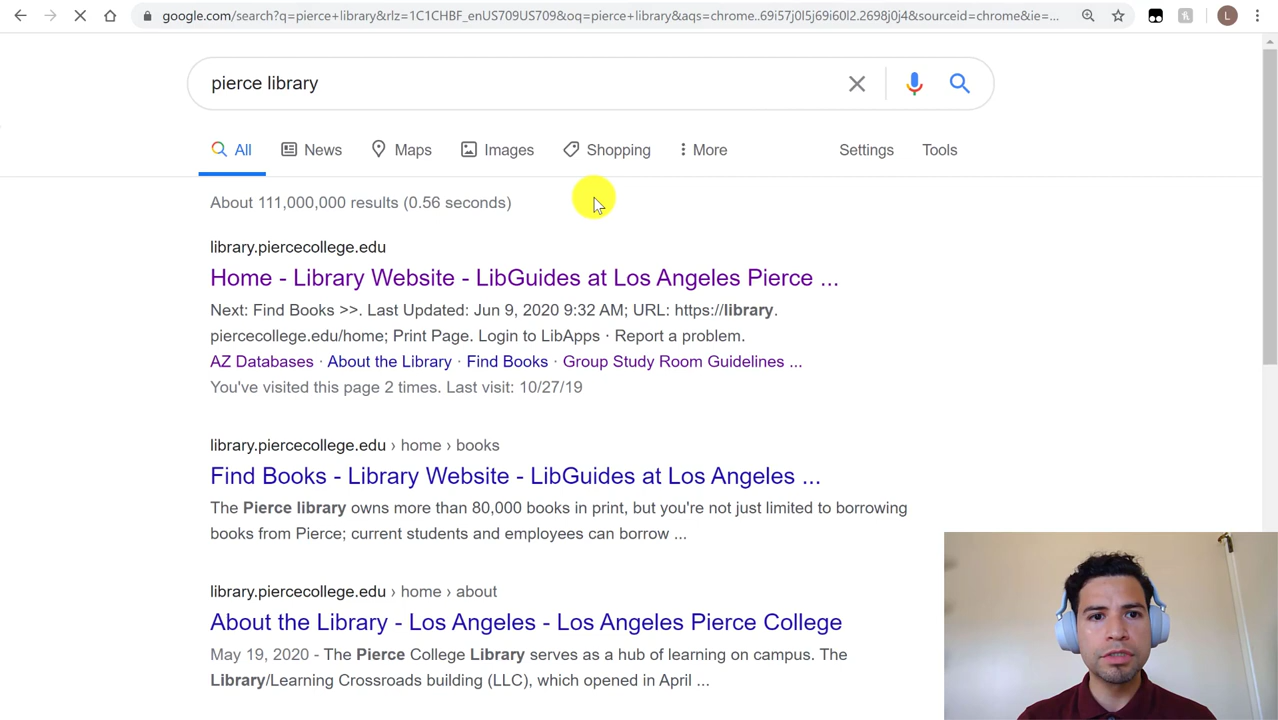 google.com/search?q=pierce+library&rlz=1C1CHBF_enUS709US709&oq=pierce+library&aqs=chrome..69i57j0l5j69i60l2.2698j0j4&sourceid=chrome&ie=...
L
pierce library
All News Maps Images Shopping More Settings Tools
About 111,000,000 results (0.56 seconds)
library.piercecollege.edu
Home - Library Website - LibGuides at Los Angeles Pierce ...
Next: Find Books >>. Last Updated: Jun 9, 2020 9:32 AM; URL: https://library.
piercecollege.edu/home; Print Page. Login to LibApps · Report a problem.
AZ Databases · About the Library · Find Books · Group Study Room Guidelines ...
You've visited this page 2 times. Last visit: 10/27/19
library.piercecollege.edu › home › books
Find Books - Library Website - LibGuides at Los Angeles ...
The Pierce library owns more than 80,000 books in print, but you're not just limited to borrowing
books from Pierce; current students and employees can borrow ...
library.piercecollege.edu › home › about
About the Library - Los Angeles - Los Angeles Pierce College
May 19, 2020 - The Pierce College Library serves as a hub of learning on campus. The
Library/Learning Crossroads building (LLC), which opened in April ...